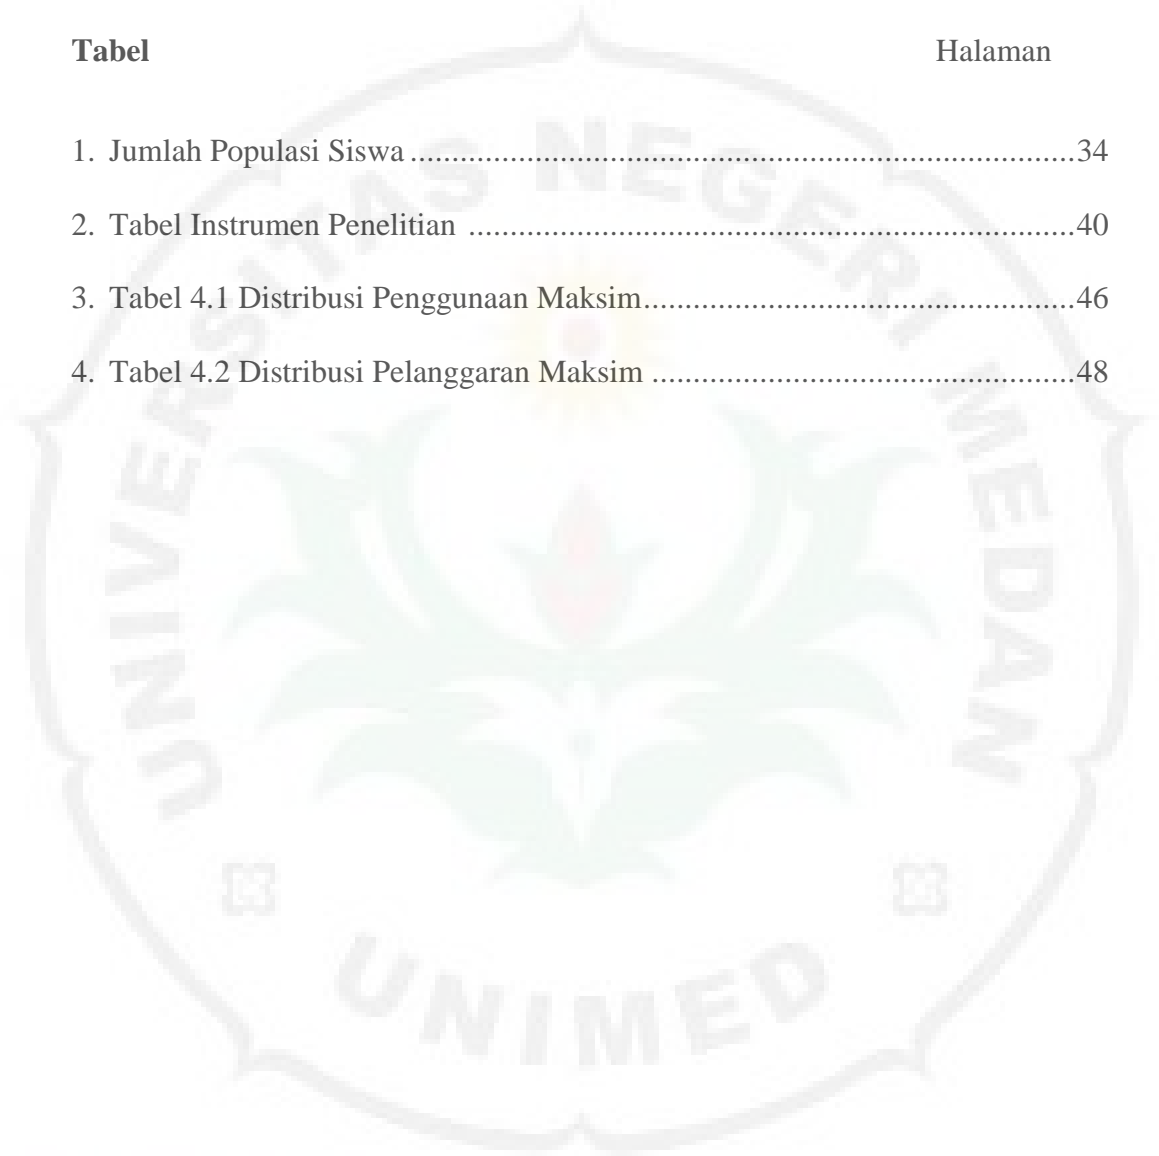 Tabel Halaman
1. Jumlah Populasi Siswa ................................................................................34
2. Tabel Instrumen Penelitian .........................................................................40
3. Tabel 4.1 Distribusi Penggunaan Maksim.................................................46
4. Tabel 4.2 Distribusi Pelanggaran Maksim ...................................................48
UNIVERSITAS NEGERI MEDAN
UNIMED